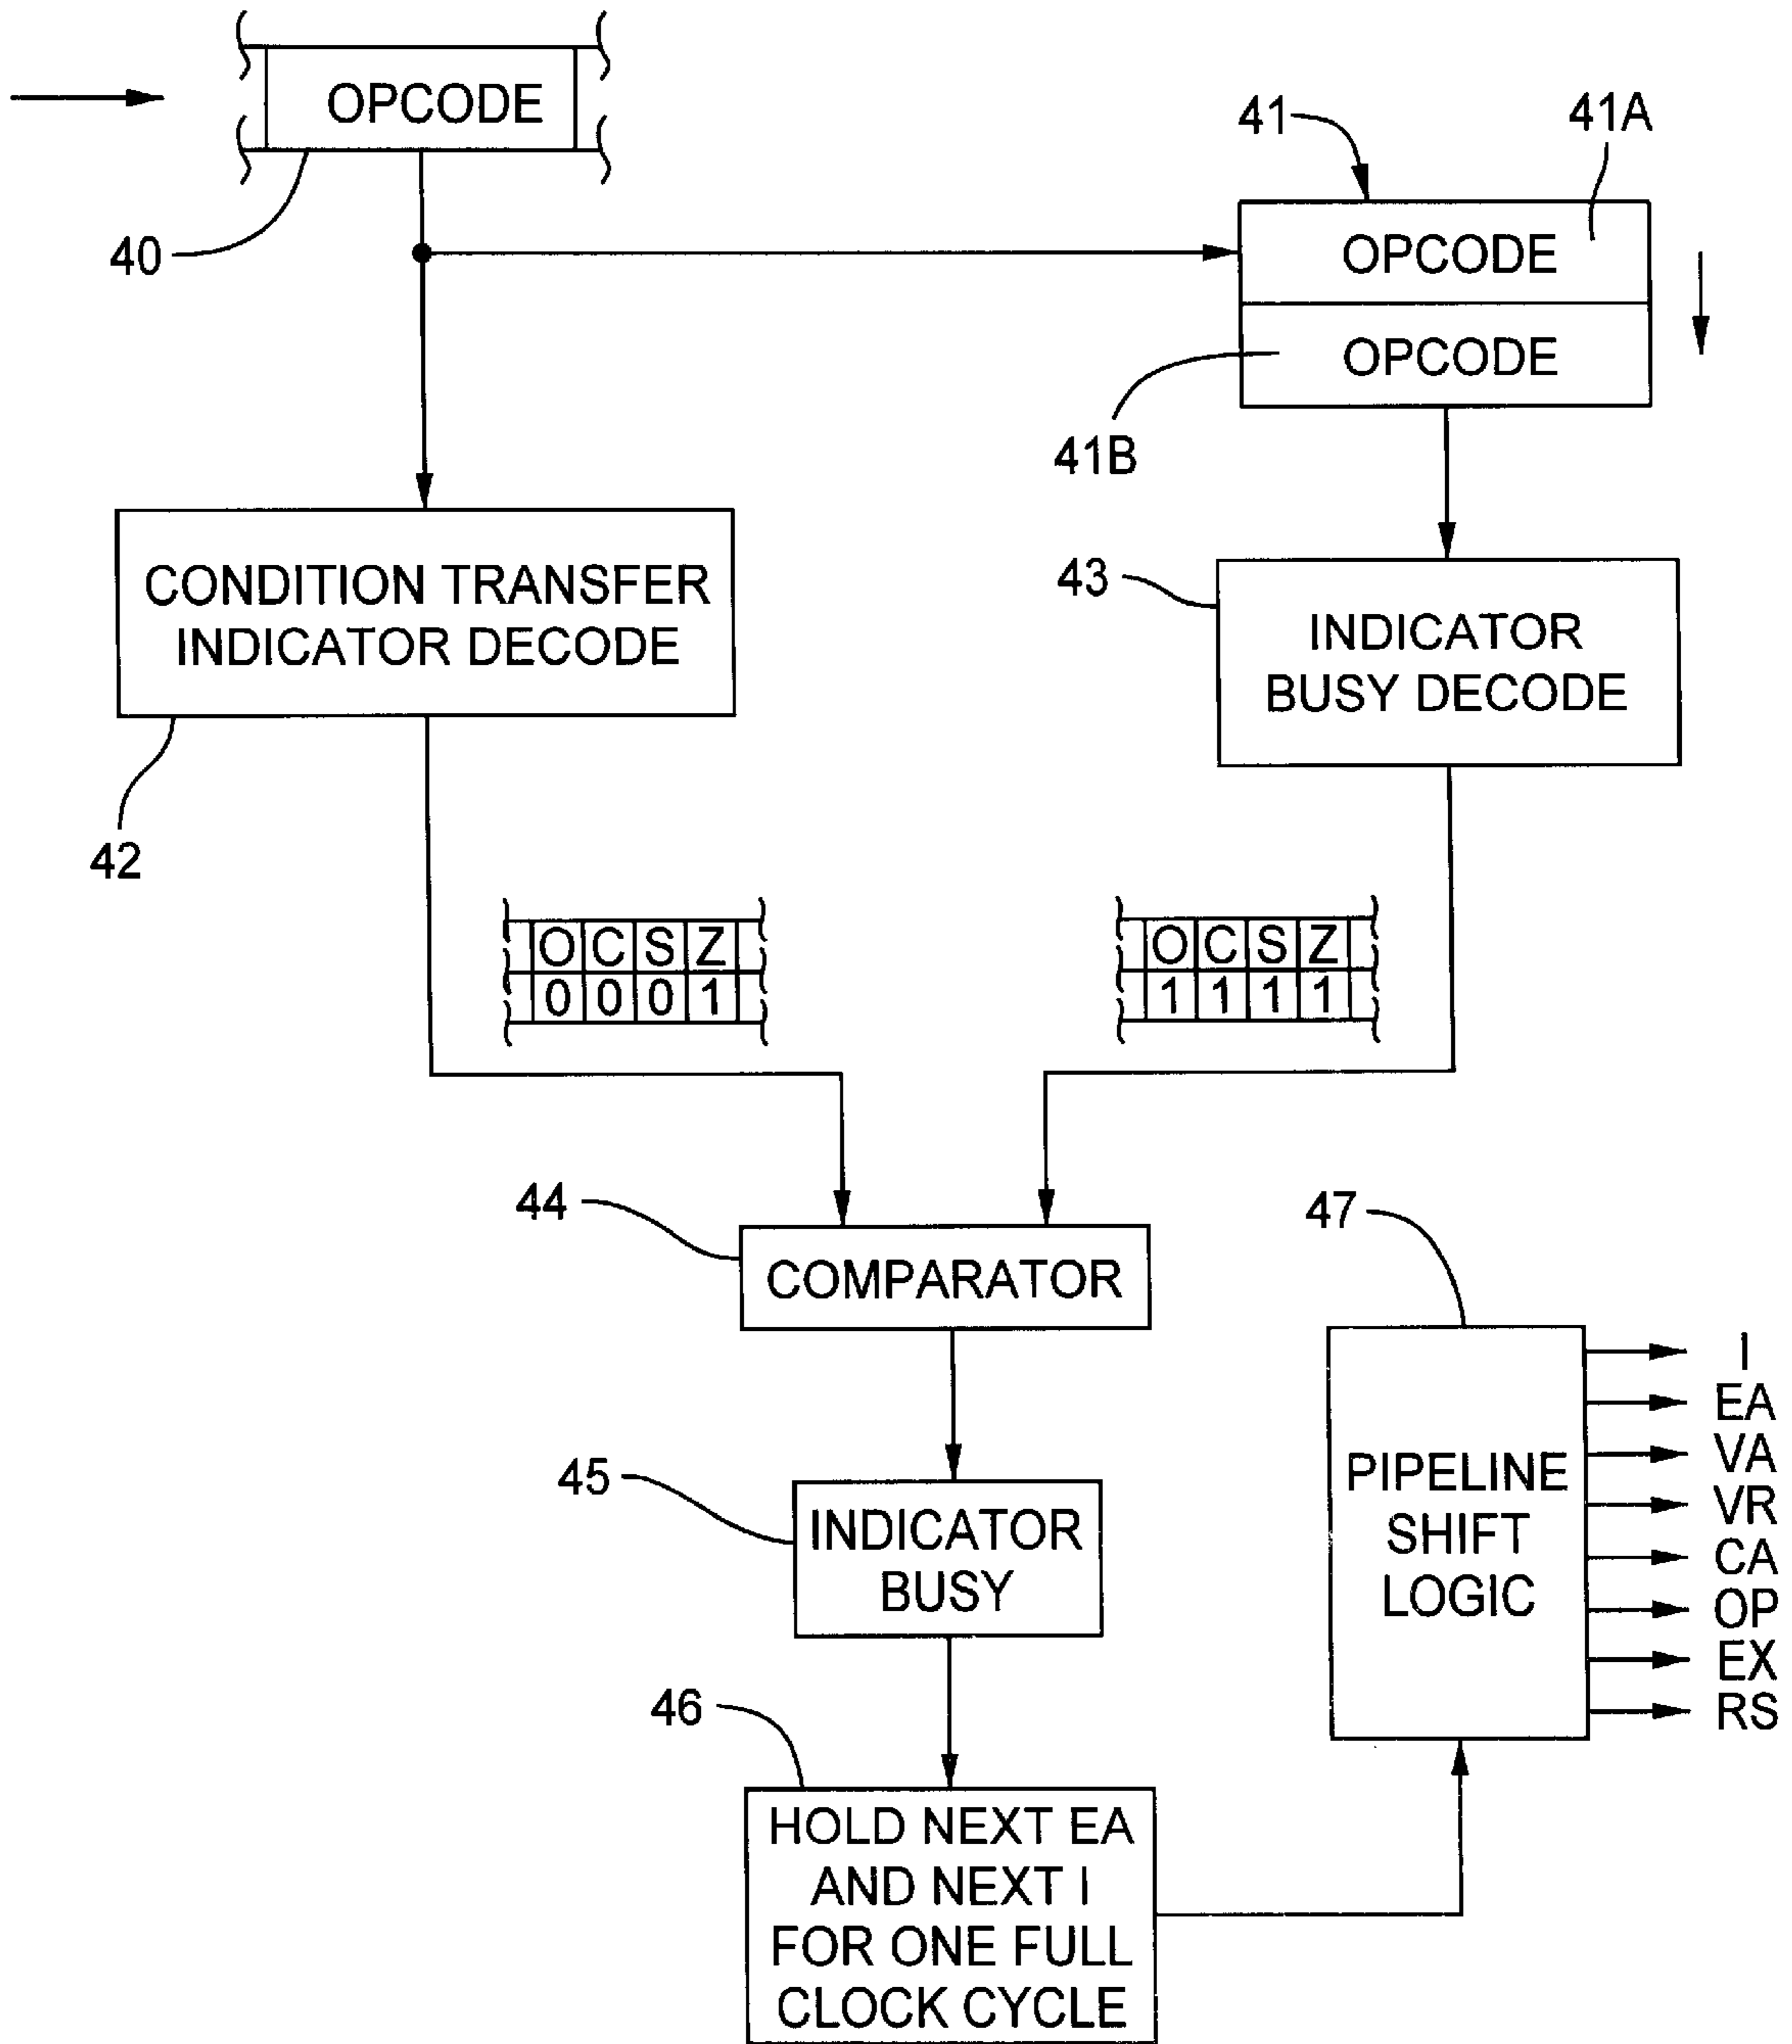 OPCODE
40
41
41A
OPCODE
OPCODE
41B
CONDITION TRANSFER
INDICATOR DECODE
42
43
INDICATOR
BUSY DECODE
O C S Z
0 0 0 1
O C S Z
1 1 1 1
44
COMPARATOR
45
INDICATOR
BUSY
46
HOLD NEXT EA
AND NEXT I
FOR ONE FULL
CLOCK CYCLE
47
PIPELINE
SHIFT
LOGIC
I
EA
VA
VR
CA
OP
EX
RS